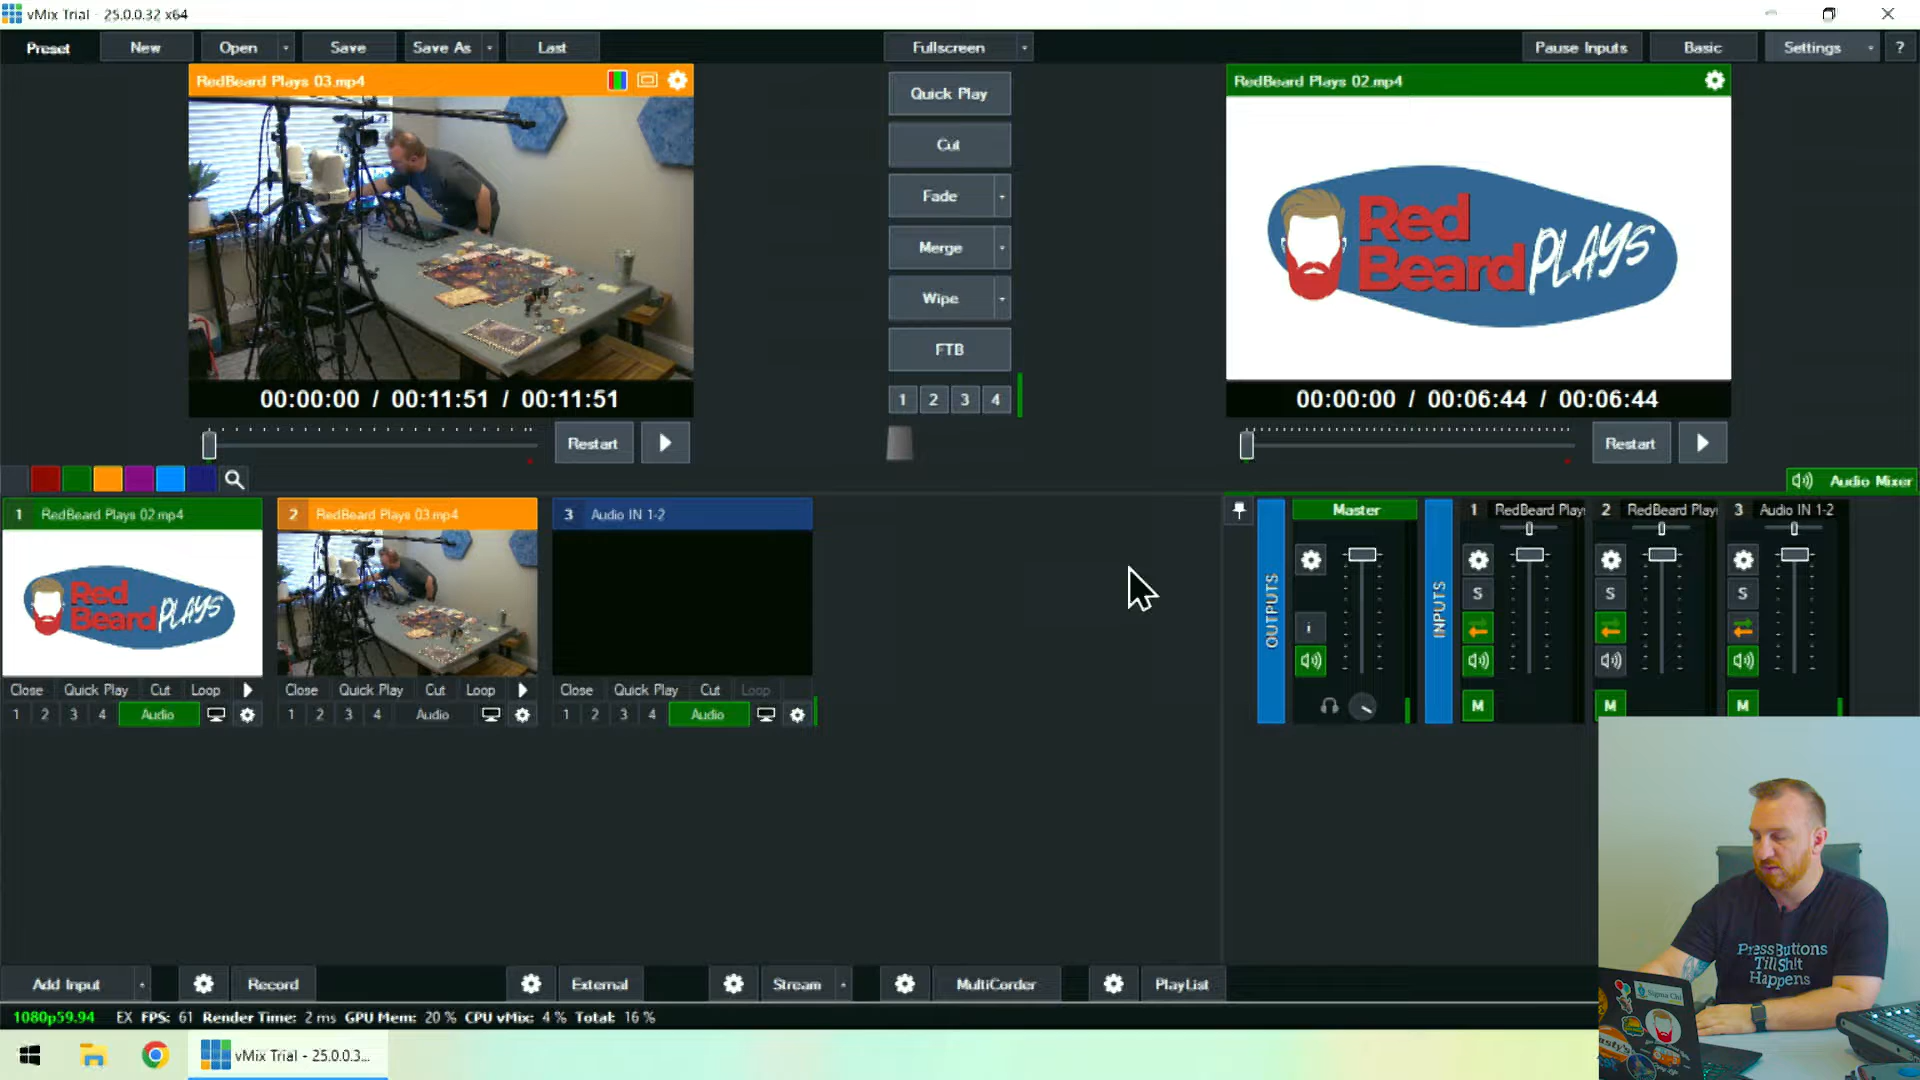 vMix Trial - 25.0.0.32 x64
Preset New Open Save Save As Last Fullscreen Pause Inputs Basic Settings ?
RedBeard Plays 03.mp4
00:00:00 / 00:11:51 / 00:11:51
Restart
Quick Play
Cut
Fade
Merge
Wipe
FTB
1 2 3 4
RedBeard Plays 02.mp4
Red
Beard PLAYS
00:00:00 / 00:06:44 / 00:06:44
Restart
Audio Mixer
1 RedBeard Plays 02.mp4
Red
Beard PLAYS
Close Quick Play Cut Loop
1 2 3 4 Audio
2 RedBeard Plays 03.mp4
Close Quick Play Cut Loop
1 2 3 4 Audio
3 Audio IN 1-2
Close Quick Play Cut Loop
1 2 3 4 Audio
OUTPUTS
Master
i
INPUTS
1 RedBeard Play
S
M
2 RedBeard Play
S
M
3 Audio IN 1-2
S
M
Press Buttons
Till Sh!t
Happens
Sigma Chi
Add Input Record External Stream MultiCorder PlayList
1080p59.94 EX FPS: 61 Render Time: 2 ms GPU Mem: 20 % CPU vMix: 4 % Total: 16 %
vMix Trial - 25.0.0.3...